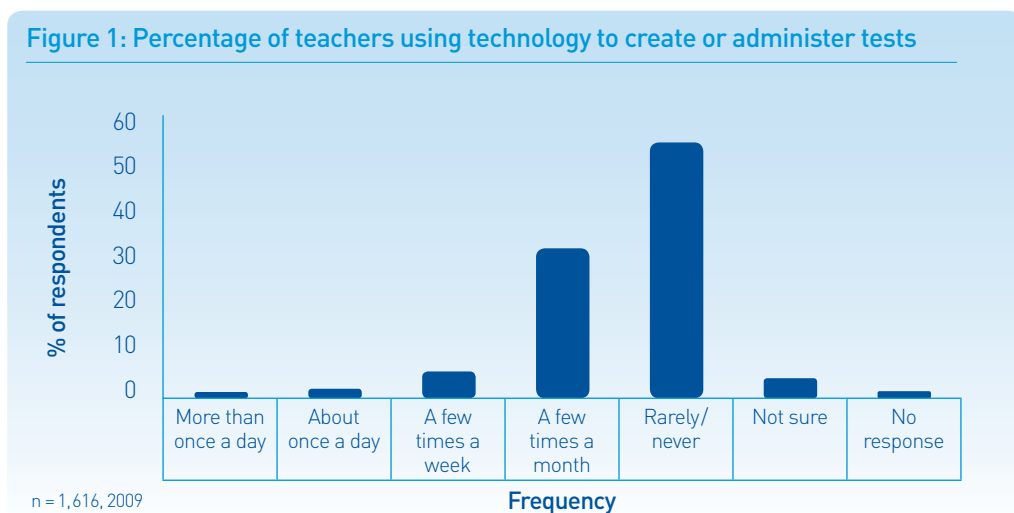 Figure 1: Percentage of teachers using technology to create or administer tests
60
50
40
30
20
10
0
% of respondents
More than
once a day
About
once a day
A few
times a
week
A few
times a
month
Rarely/
never
Not sure
No
response
n = 1,616, 2009
Frequency